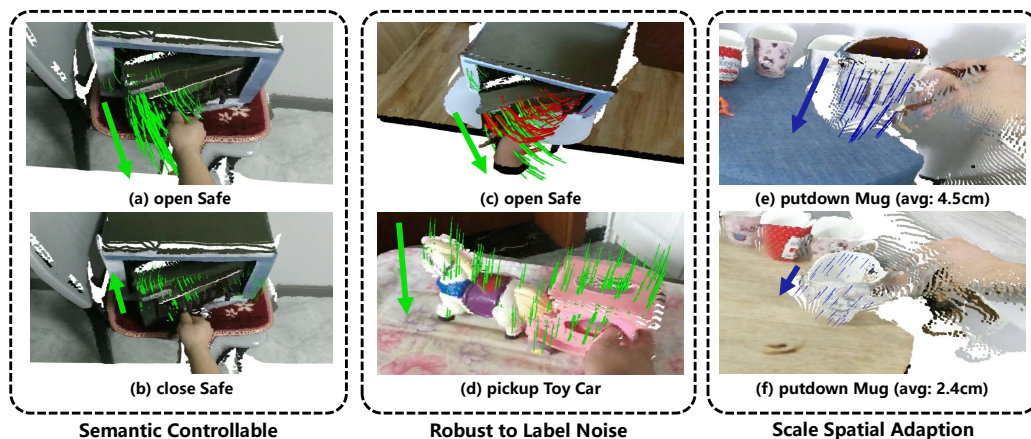 (a) open Safe
(b) close Safe
Semantic Controllable
(c) open Safe
(d) pickup Toy Car
Robust to Label Noise
(e) putdown Mug (avg: 4.5cm)
(f) putdown Mug (avg: 2.4cm)
Scale Spatial Adaption